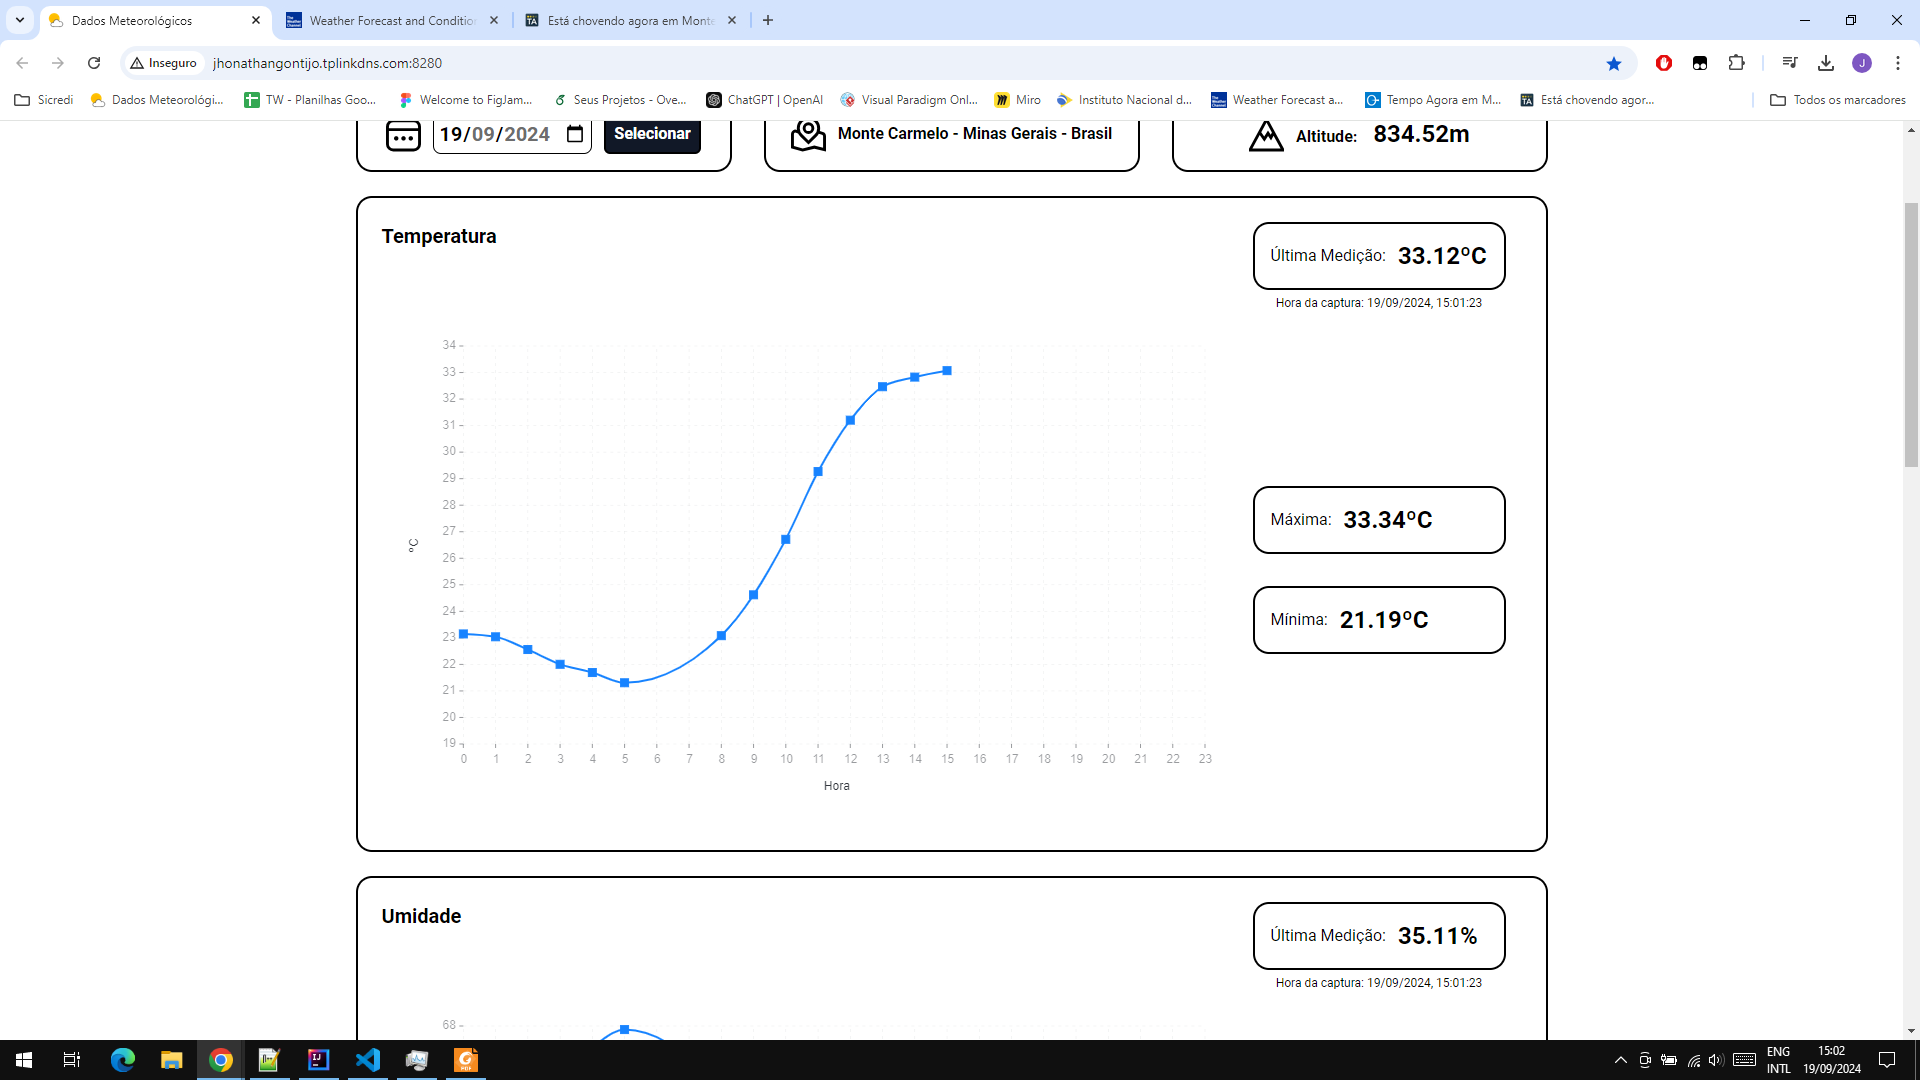 Dados Meteorológicos
Weather Forecast and Conditio
Está chovendo agora em Monte
Inseguro
jhonathangontijo.tplinkdns.com:8280
J
Sicredi
Dados Meteorológi...
TW - Planilhas Goo...
Welcome to FigJam...
Seus Projetos - Ove...
ChatGPT | OpenAI
Visual Paradigm Onl...
Miro
Instituto Nacional d...
Weather Forecast a...
Tempo Agora em M...
Está chovendo agor...
Todos os marcadores
19/09/2024
Selecionar
Monte Carmelo - Minas Gerais - Brasil
Altitude: 834.52m
Temperatura
Última Medição: 33.12ºC
Hora da captura: 19/09/2024, 15:01:23
34
33
32
31
30
29
28
27
26
25
24
23
22
21
20
19
ºC
0 1 2 3 4 5 6 7 8 9 10 11 12 13 14 15 16 17 18 19 20 21 22 23
Hora
Máxima: 33.34ºC
Mínima: 21.19ºC
Umidade
Última Medição: 35.11%
Hora da captura: 19/09/2024, 15:01:23
68
ENG
INTL
15:02
19/09/2024